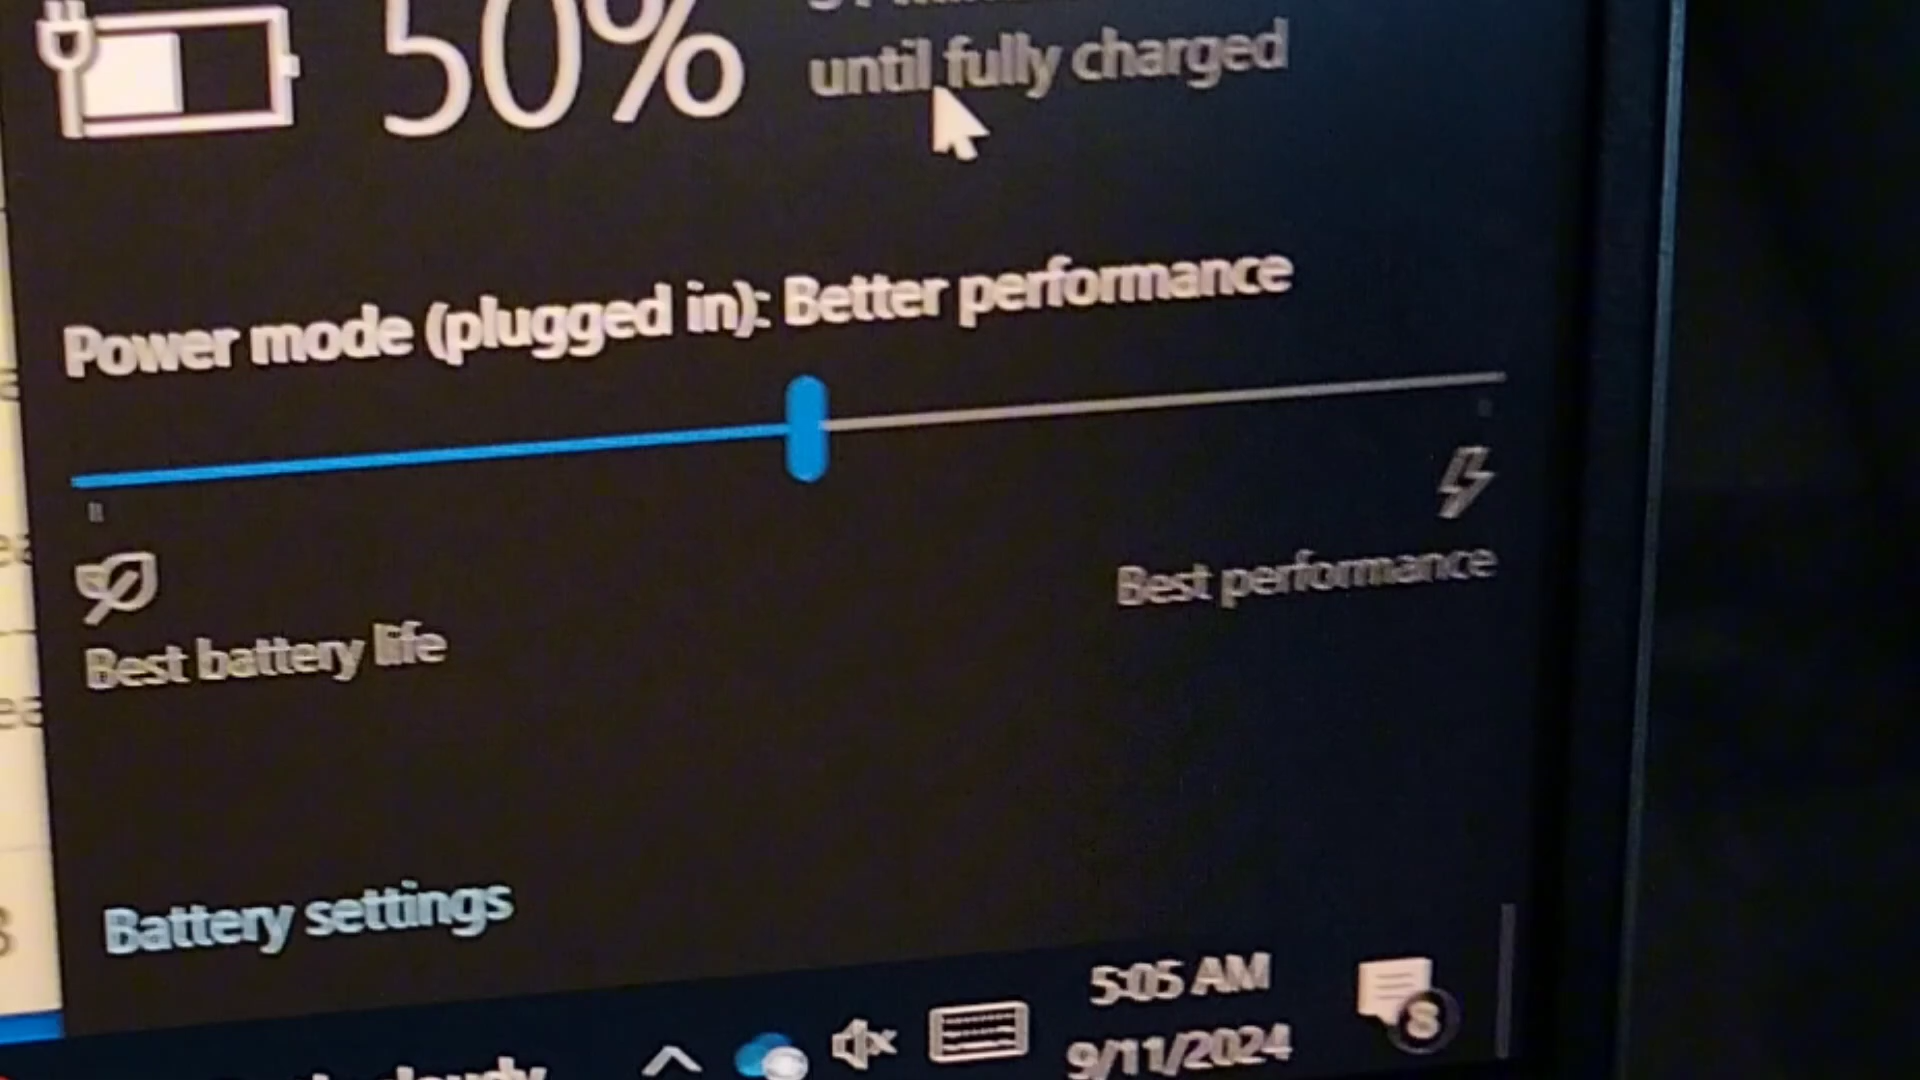 50%
until fully charged
Power mode (plugged in): Better performance
Best performance
Best battery life
Battery settings
5:05 AM
9/11/2024